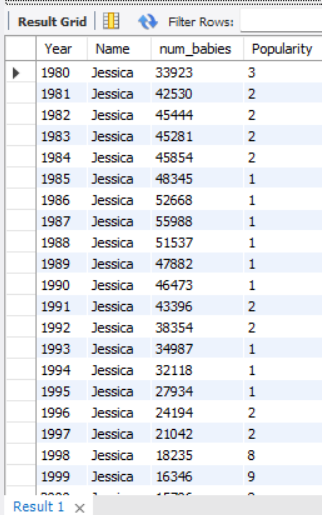 Result Grid Filter Rows:
Year Name num_babies Popularity
1980 Jessica 33923 3
1981 Jessica 42530 2
1982 Jessica 45444 2
1983 Jessica 45281 2
1984 Jessica 45854 2
1985 Jessica 48345 1
1986 Jessica 52668 1
1987 Jessica 55988 1
1988 Jessica 51537 1
1989 Jessica 47882 1
1990 Jessica 46473 1
1991 Jessica 43396 2
1992 Jessica 38354 2
1993 Jessica 34987 1
1994 Jessica 32118 1
1995 Jessica 27934 1
1996 Jessica 24194 2
1997 Jessica 21042 2
1998 Jessica 18235 8
1999 Jessica 16346 9
Result 1